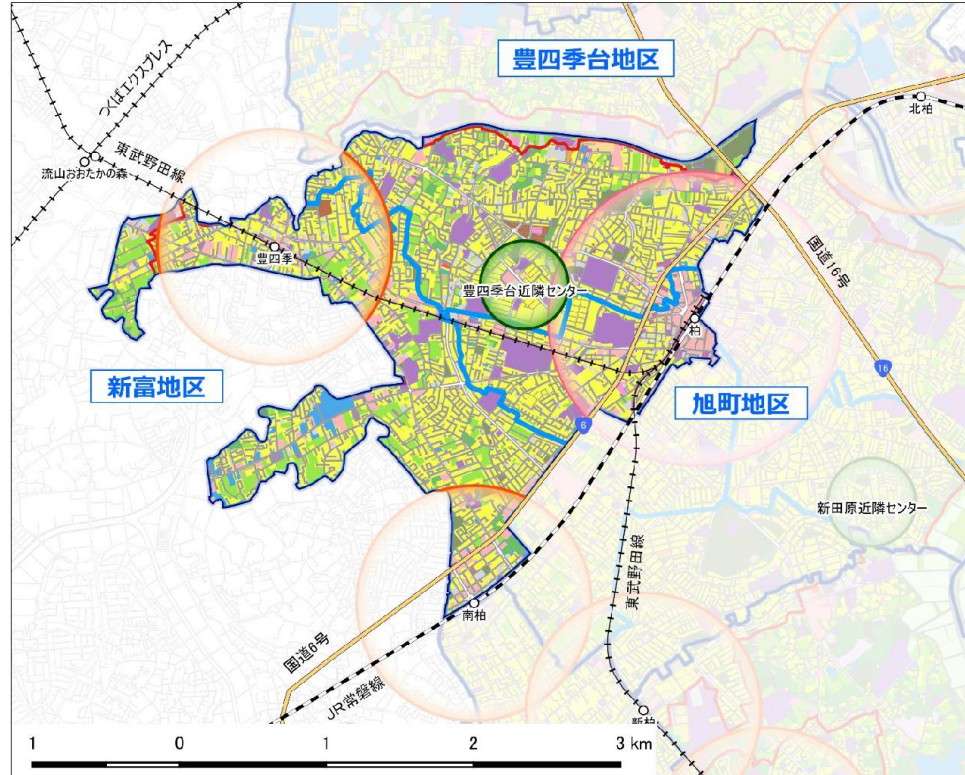 豊四季台地区
つくばエクスプレス
北柏
東武野田線
流山おおたかの森
豊四季
国道16号
豊四季台近隣センター
柏
16
新富地区
旭町地区
6
新田原近隣センター
東武野田線
南柏
国道6号
JR常磐線
新柏
1 0 1 2 3 km